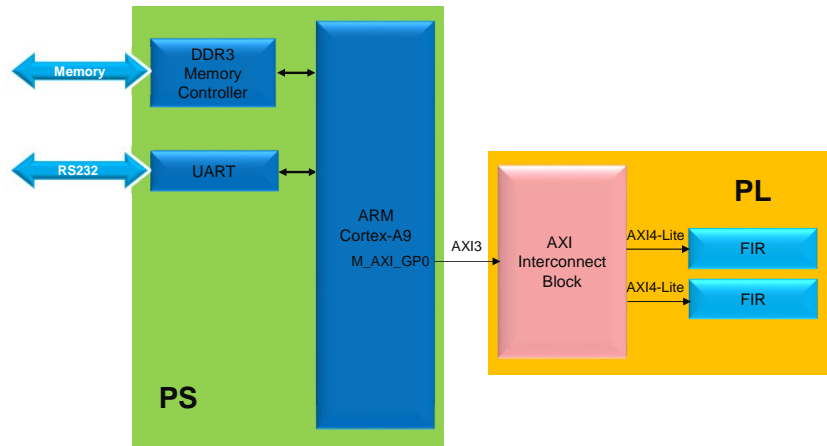 Memory
DDR3
Memory
Controller
RS232
UART
ARM
Cortex-A9
M_AXI_GP0
PS
AXI3
PL
AXI
Interconnect
Block
AXI4-Lite
FIR
AXI4-Lite
FIR